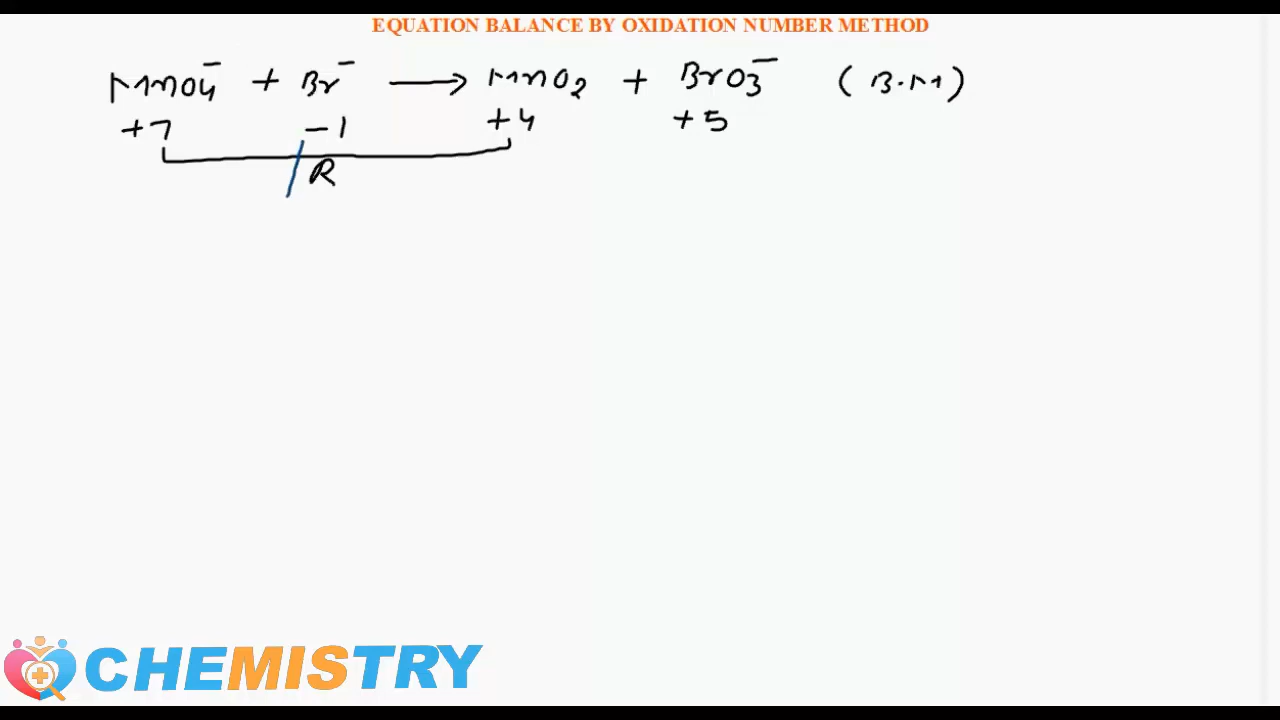 EQUATION BALANCE BY OXIDATION NUMBER METHOD
MnO4⁻ + Br⁻ ⟶ MnO2 + BrO3⁻ (B.M)
+7 -1 +4 +5
R
CHEMISTRY